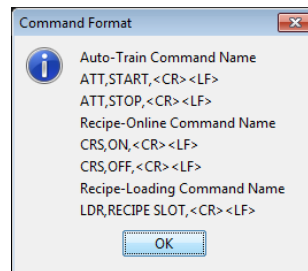 Command Format
Auto-Train Command Name
ATT,START,<CR><LF>
ATT,STOP,<CR><LF>
Recipe-Online Command Name
CRS,ON,<CR><LF>
CRS,OFF,<CR><LF>
Recipe-Loading Command Name
LDR,RECIPE SLOT,<CR><LF>
OK